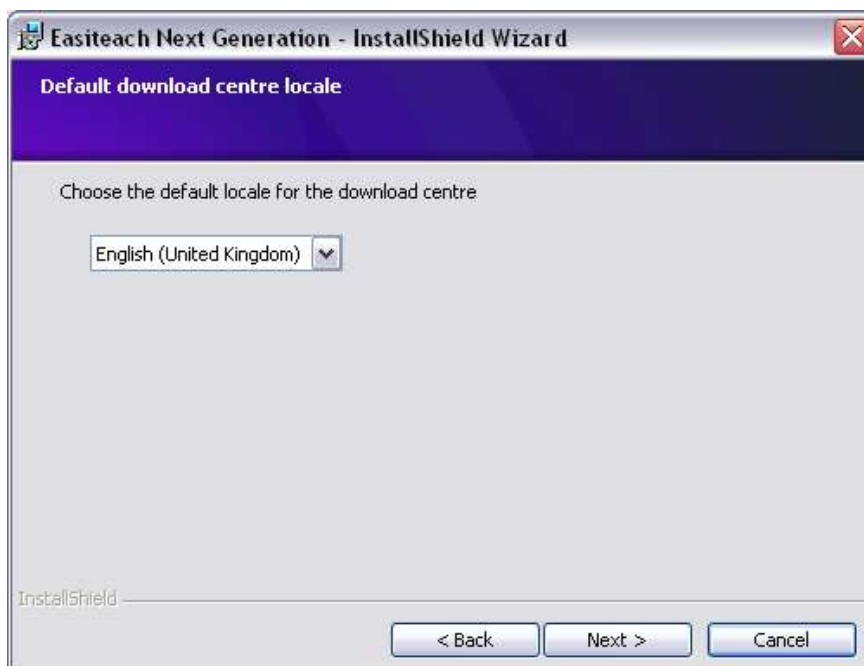 Easiteach Next Generation - InstallShield Wizard
Default download centre locale
Choose the default locale for the download centre
English (United Kingdom)
InstallShield
< Back
Next >
Cancel